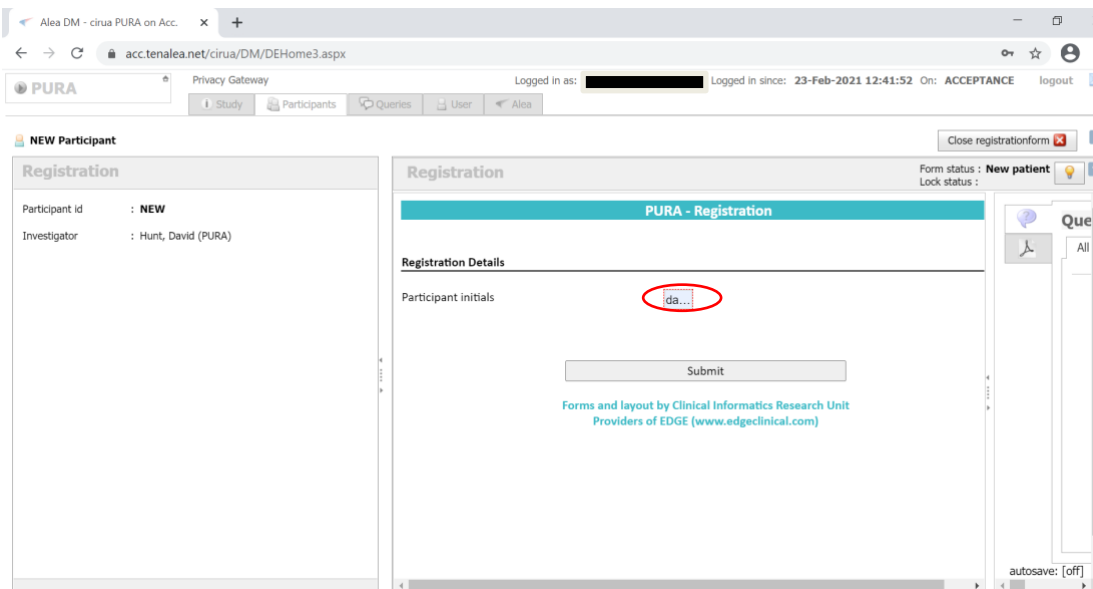 Alea DM - cirua PURA on Acc.
acc.tenalea.net/cirua/DM/DEHome3.aspx
PURA
Privacy Gateway
Logged in as:
Logged in since: 23-Feb-2021 12:41:52 On: ACCEPTANCE
logout
Study
Participants
Queries
User
Alea
NEW Participant
Close registrationform
Registration
Participant id : NEW
Investigator : Hunt, David (PURA)
Registration
Form status : New patient
Lock status :
PURA - Registration
Registration Details
Participant initials
da...
Submit
Forms and layout by Clinical Informatics Research Unit
Providers of EDGE (www.edgeclinical.com)
Que
All
autosave: [off]